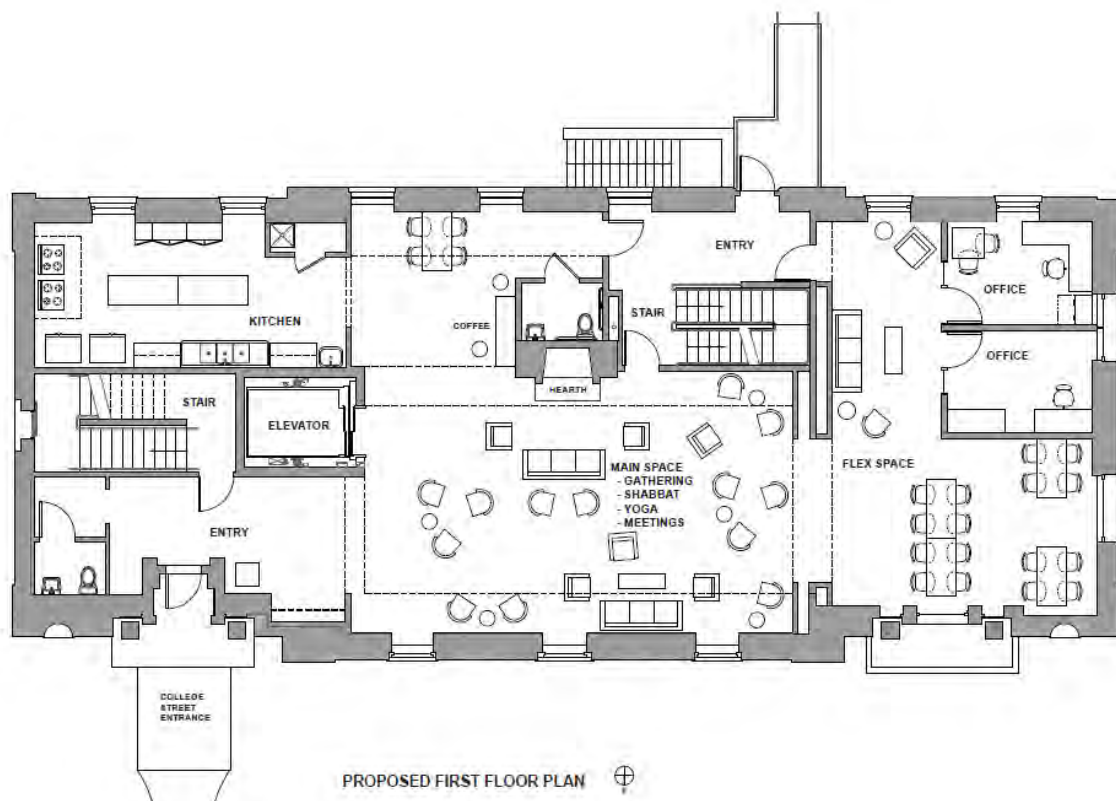 ENTRY
OFFICE
KITCHEN
COFFEE
STAIR
OFFICE
HEARTH
STAIR
ELEVATOR
MAIN SPACE
- GATHERING
- SHABBAT
- YOGA
- MEETINGS
FLEX SPACE
ENTRY
COLLEGE
STREET
ENTRANCE
PROPOSED FIRST FLOOR PLAN